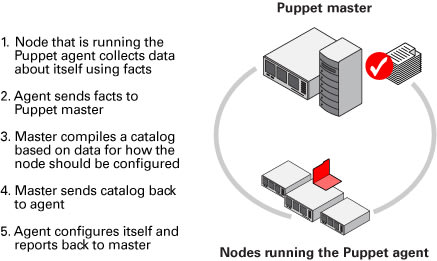 Puppet master
1. Node that is running the
Puppet agent collects data
about itself using facts
2. Agent sends facts to
Puppet master
3. Master compiles a catalog
based on data for how the
node should be configured
4. Master sends catalog back
to agent
5. Agent configures itself and
reports back to master
Nodes running the Puppet agent